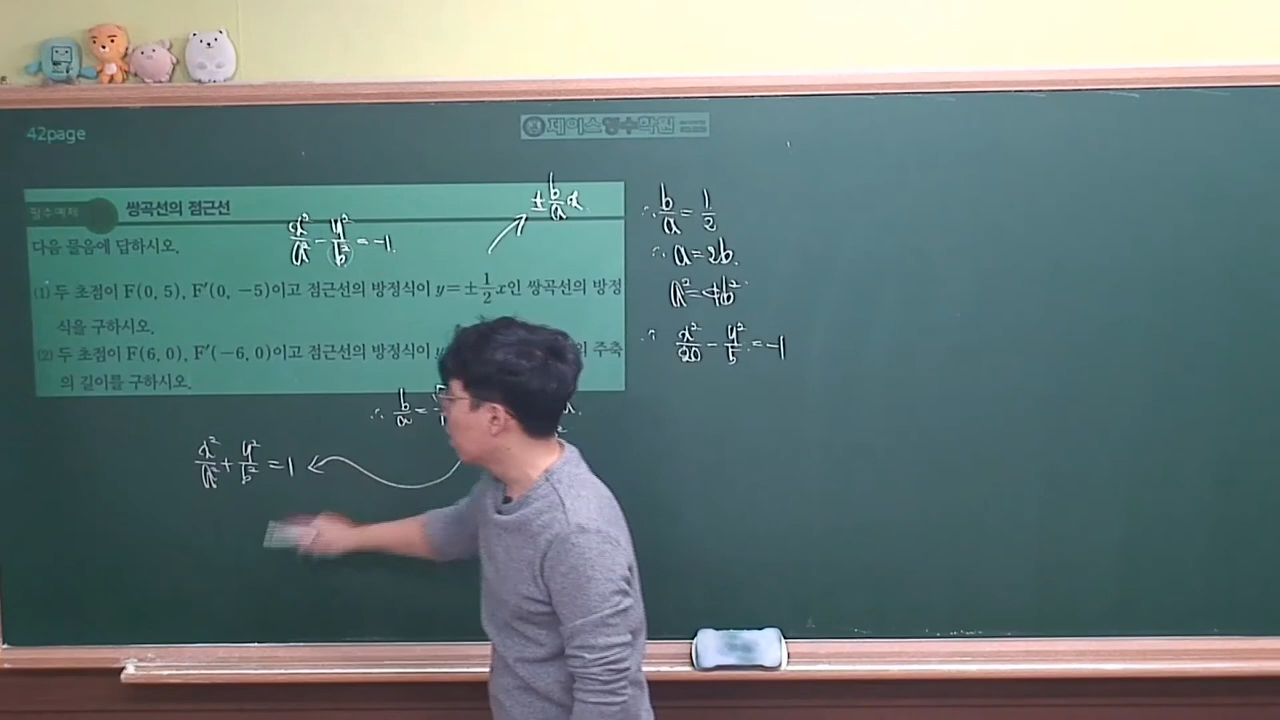 42page
제이스영수학원
필수예제 쌍곡선의 점근선
다음 물음에 답하시오.
x²/a² - y²/b² = -1.
± b/a x.
(1) 두 초점이 F(0, 5), F′(0, -5)이고 점근선의 방정식이 y=±1/2 x인 쌍곡선의 방정
식을 구하시오.
(2) 두 초점이 F(6, 0), F′(-6, 0)이고 점근선의 방정식이 y 의 주축
의 길이를 구하시오.
∴ b/a =
x²/a² + y²/b² = 1
∴ b/a = 1/2
∴ a = 2b.
a² = 4b²
∴ x²/20 - y²/5 = -1